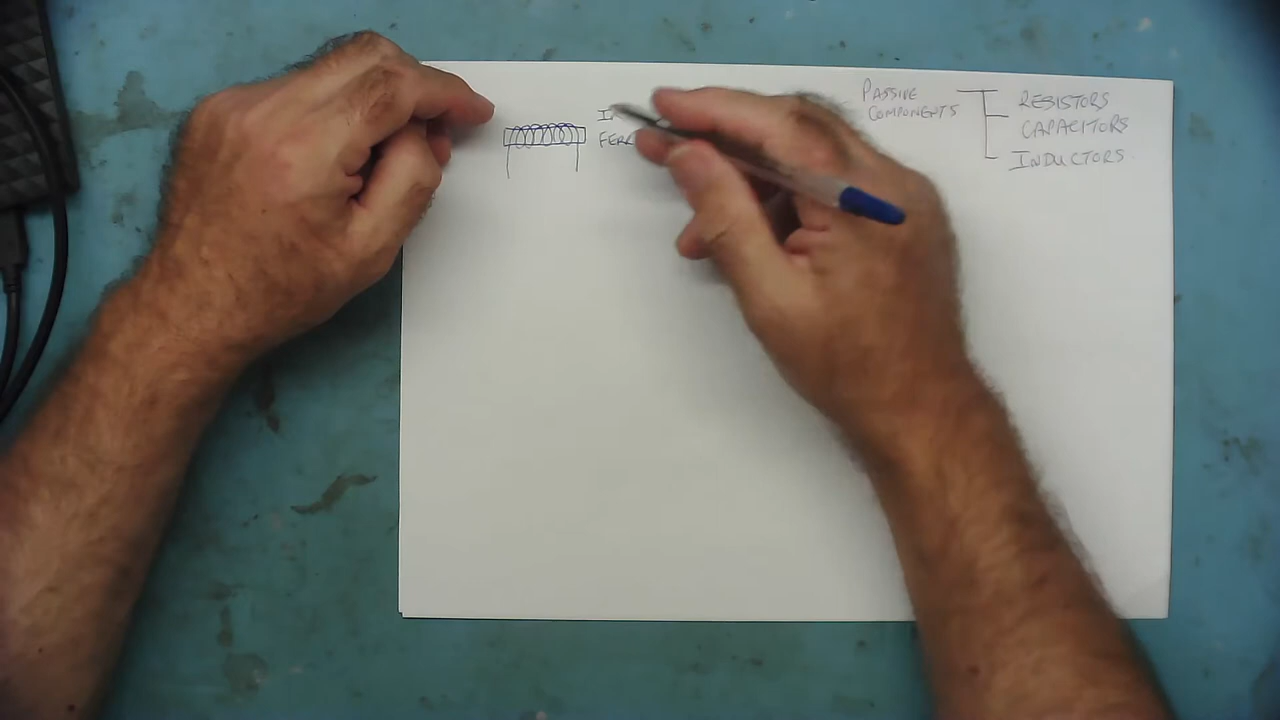 PASSIVE
COMPONENTS
RESISTORS
CAPACITORS
INDUCTORS